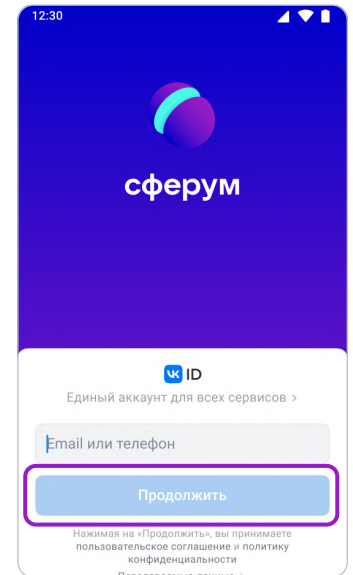 12:30
сферум
VK ID
Единый аккаунт для всех сервисов >
Email или телефон
Продолжить
Нажимая на «Продолжить», вы принимаете
пользовательское соглашение и политику
конфиденциальности